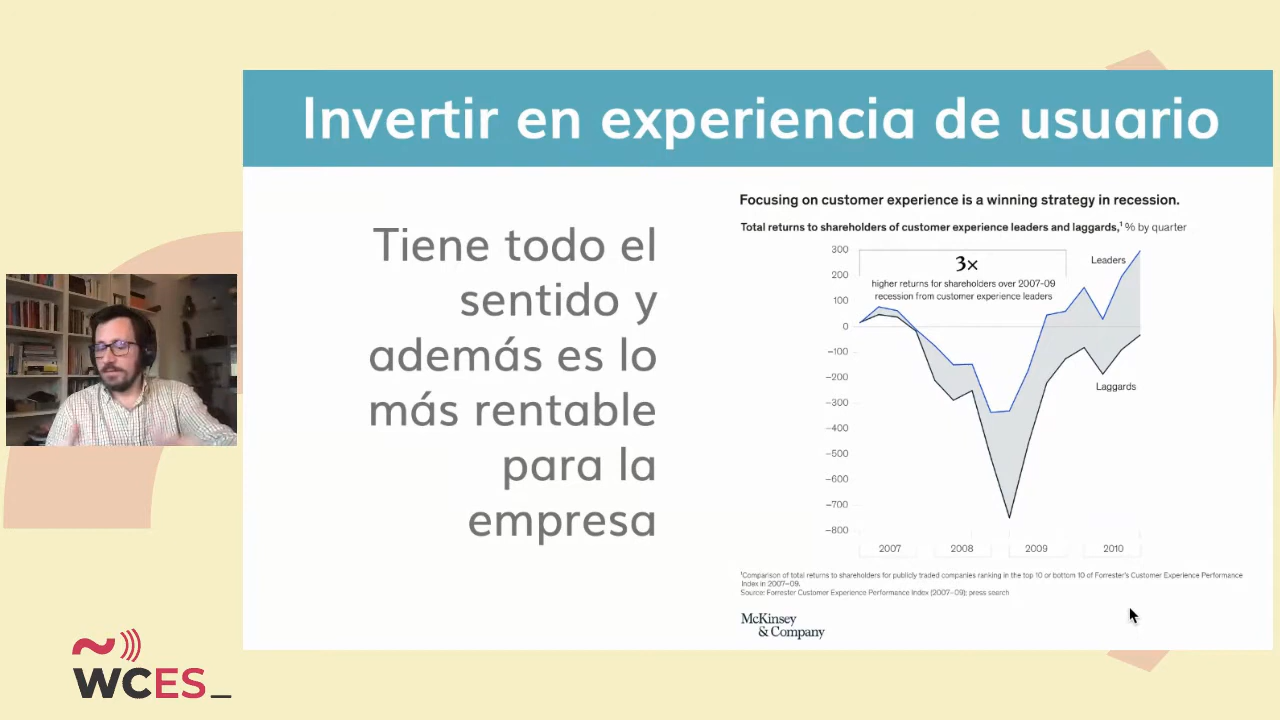 Invertir en experiencia de usuario
Tiene todo el
sentido y
además es lo
más rentable
para la
empresa
Focusing on customer experience is a winning strategy in recession.
Total returns to shareholders of customer experience leaders and laggards,¹ % by quarter
300
200
100
0
−100
−200
−300
−400
−500
−600
−700
−800
3×
higher returns for shareholders over 2007-09
recession from customer experience leaders
Leaders
Laggards
2007
2008
2009
2010
¹Comparison of total returns to shareholders for publicly traded companies ranking in the top 10 or bottom 10 of Forrester's Customer Experience Performance
Index in 2007–09.
Source: Forrester Customer Experience Performance Index (2007–09); press search
McKinsey
& Company
WCES_